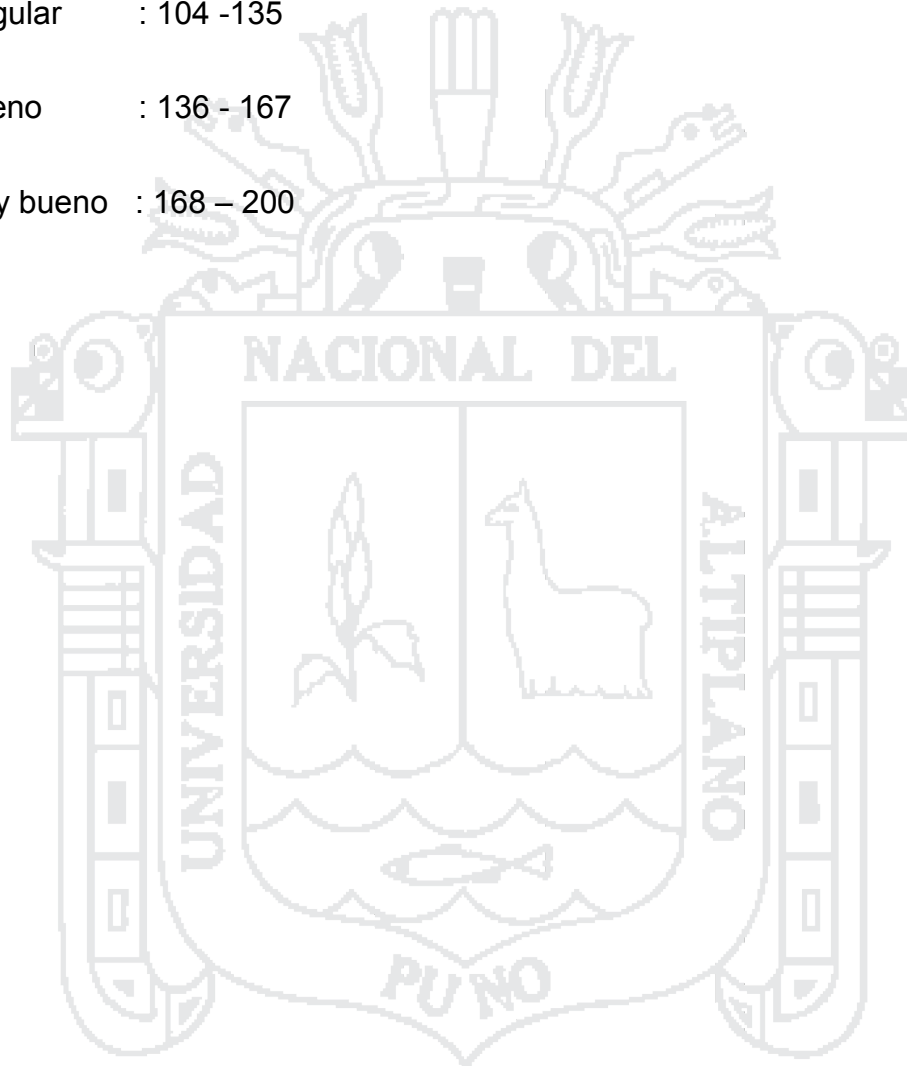 gular : 104 -135
eno : 136 - 167
y bueno : 168 – 200
NACIONAL DEL
UNIVERSIDAD
ALTIPLANO
PUNO